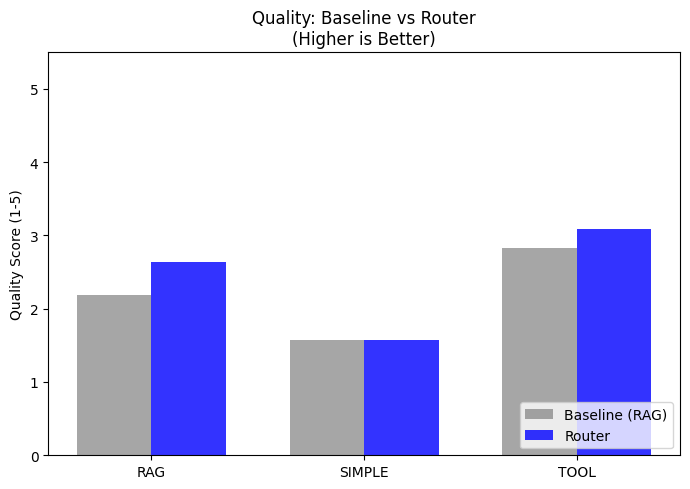 Quality: Baseline vs Router
(Higher is Better)
Quality Score (1-5)
5
4
3
2
1
0
RAG
SIMPLE
TOOL
Baseline (RAG)
Router